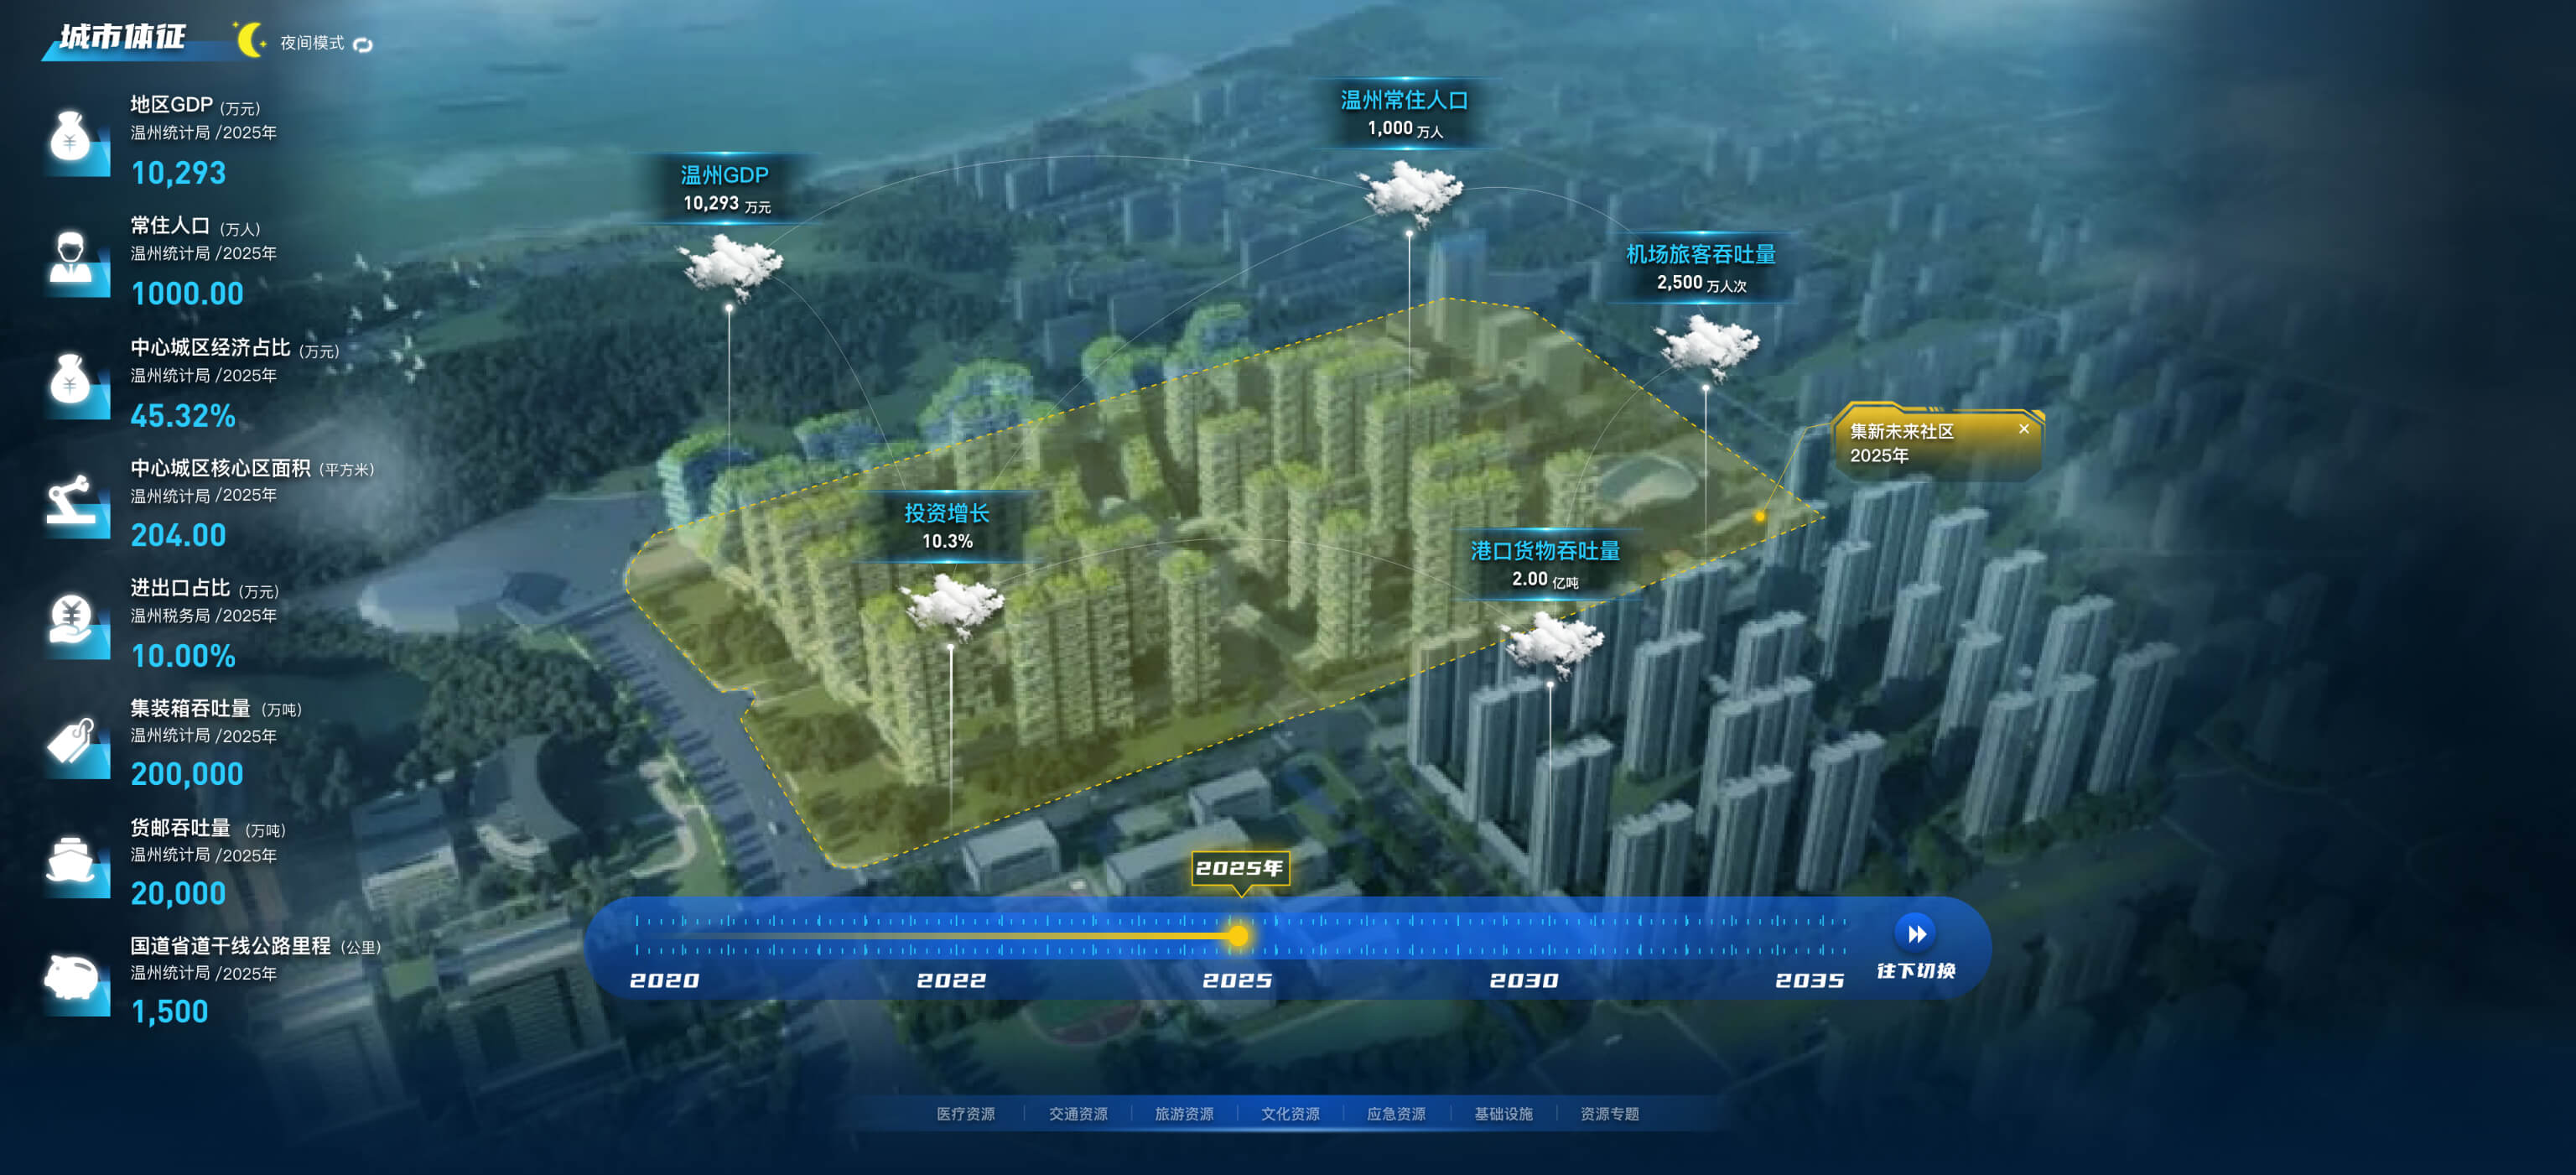 城市体征
夜间模式
地区GDP (万元)
温州统计局 /2025年
10,293
常住人口 (万人)
温州统计局 /2025年
1000.00
中心城区经济占比 (万元)
温州统计局 /2025年
45.32%
中心城区核心区面积 (平方米)
温州统计局 /2025年
204.00
进出口占比 (万元)
温州税务局 /2025年
10.00%
集装箱吞吐量 (万吨)
温州统计局 /2025年
200,000
货邮吞吐量 (万吨)
温州统计局 /2025年
20,000
国道省道干线公路里程 (公里)
温州统计局 /2025年
1,500
温州GDP
10,293 万元
温州常住人口
1,000 万人
机场旅客吞吐量
2,500 万人次
集新未来社区
2025年
投资增长
10.3%
港口货物吞吐量
2.00 亿吨
2025年
2020 2022 2025 2030 2035
往下切换
医疗资源 交通资源 旅游资源 文化资源 应急资源 基础设施 资源专题